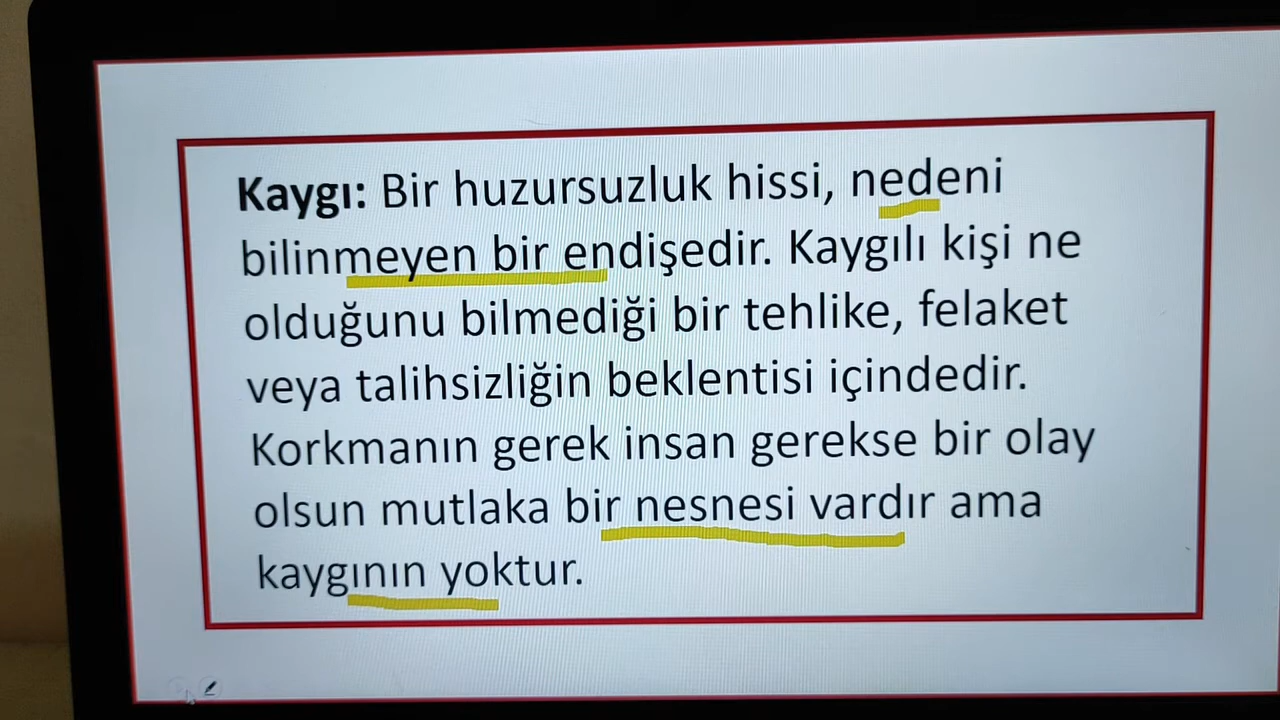 Kaygı: Bir huzursuzluk hissi, nedeni
bilinmeyen bir endişedir. Kaygılı kişi ne
olduğunu bilmediği bir tehlike, felaket
veya talihsizliğin beklentisi içindedir.
Korkmanın gerek insan gerekse bir olay
olsun mutlaka bir nesnesi vardır ama
kaygının yoktur.